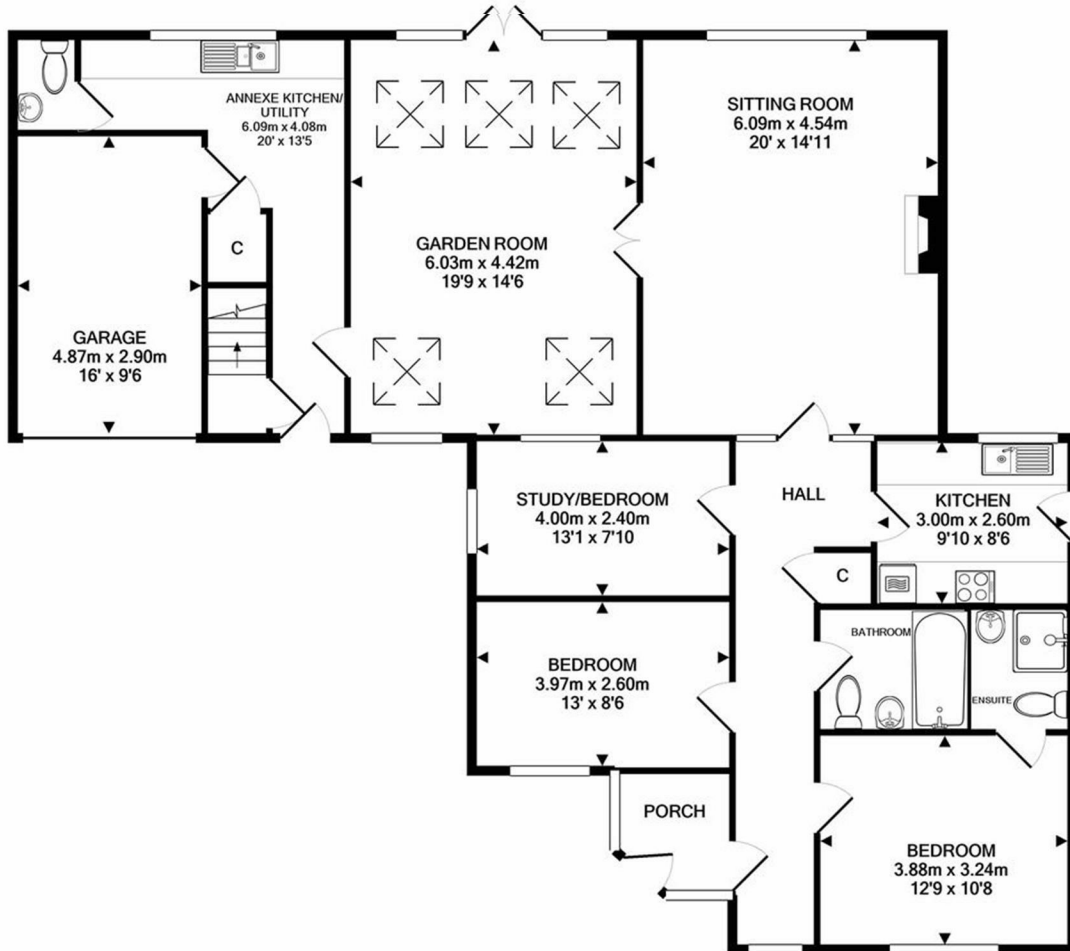 ANNEXE KITCHEN/
UTILITY
6.09m x 4.08m
20' x 13'5
SITTING ROOM
6.09m x 4.54m
20' x 14'11
GARDEN ROOM
6.03m x 4.42m
19'9 x 14'6
C
GARAGE
4.87m x 2.90m
16' x 9'6
STUDY/BEDROOM
4.00m x 2.40m
13'1 x 7'10
HALL
KITCHEN
3.00m x 2.60m
9'10 x 8'6
C
BATHROOM
BEDROOM
3.97m x 2.60m
13' x 8'6
ENSUITE
PORCH
BEDROOM
3.88m x 3.24m
12'9 x 10'8